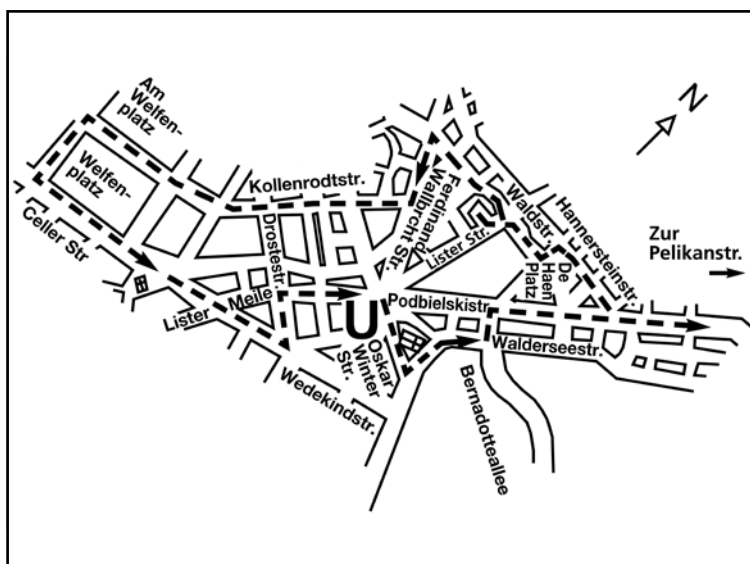 N
Am
Welfen-
platz
Welfen-
platz
Celler Str
Kollenrodtstr.
Drostestr.
Lister Meile
Ferdinand
Wallbrcht Str.
Lister Str.
Waldstr.
Hannersteinstr.
De
Haen
Platz
Zur
Pelikanstr.
Podbielskistr.
U
Oskar
Winter
Str.
Walderseestr.
Wedekindstr.
Bernadotteallee